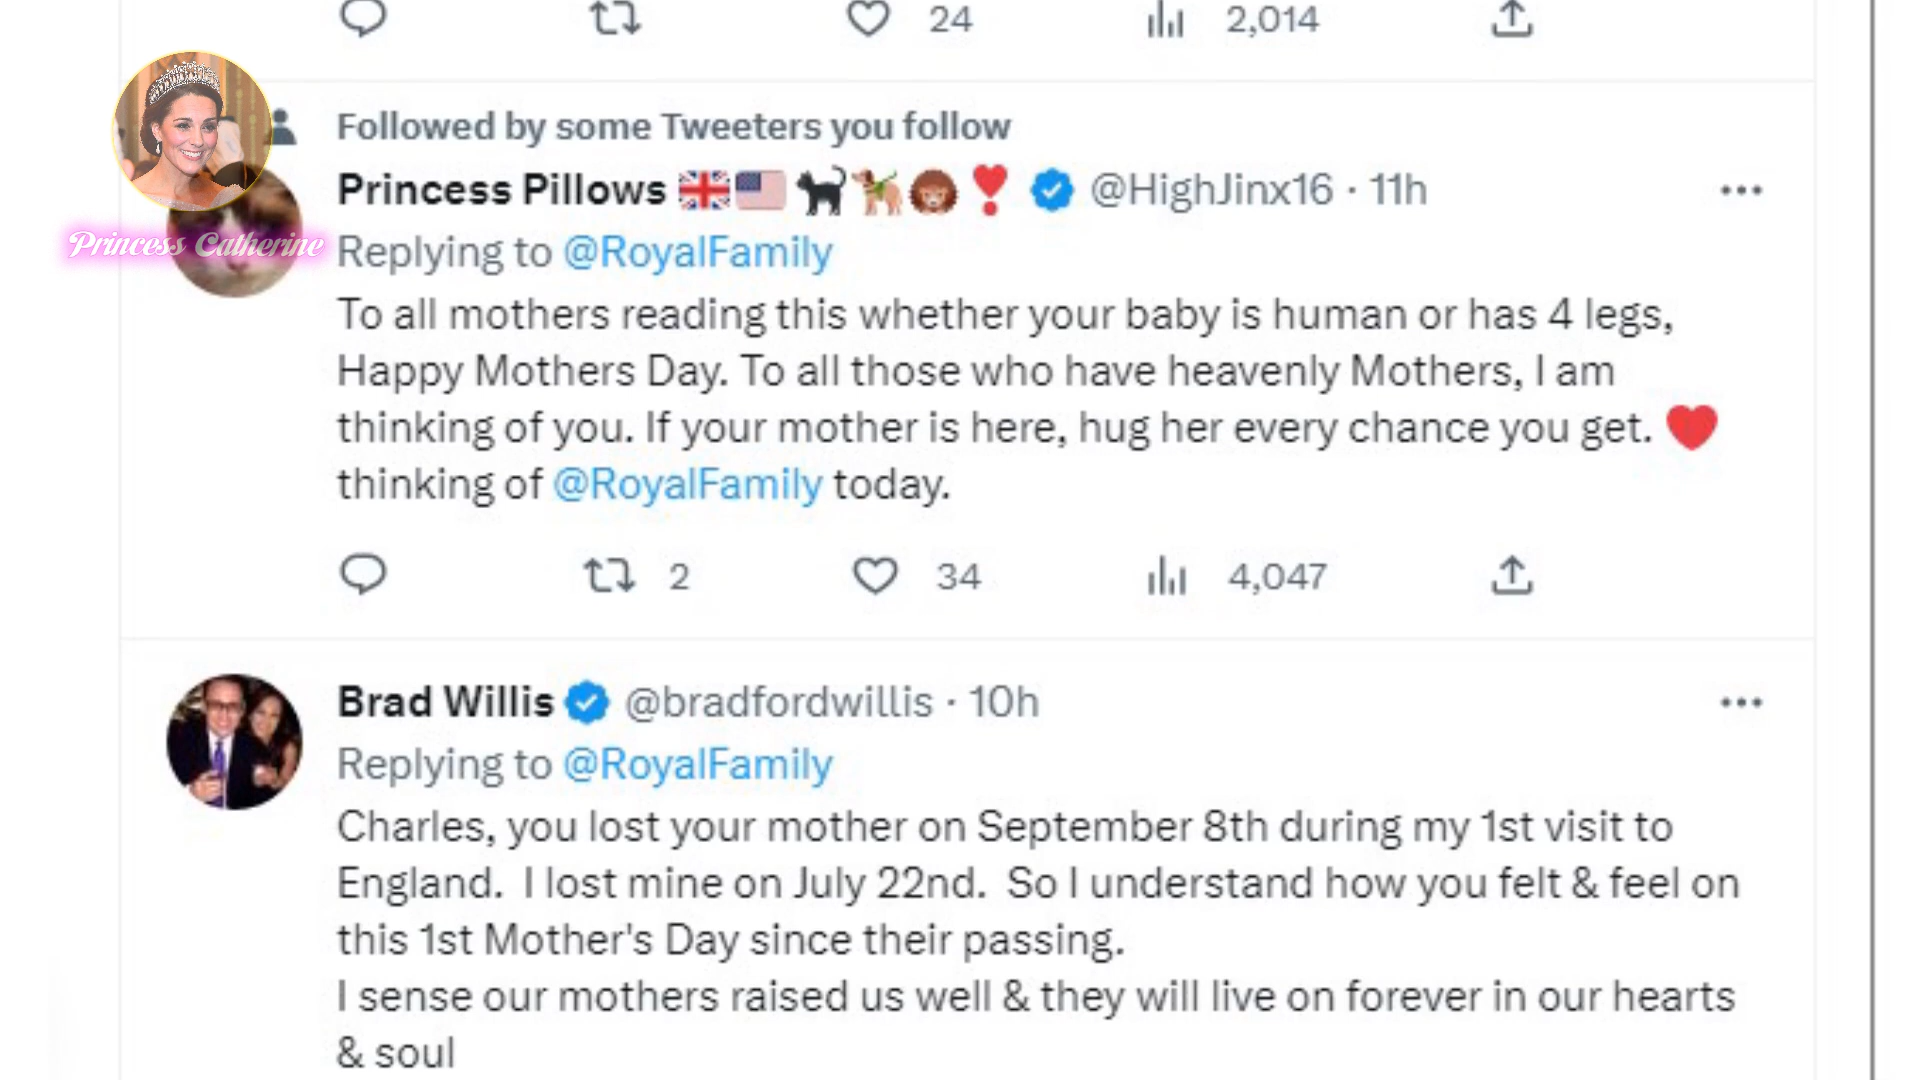 24 2,014
Followed by some Tweeters you follow
Princess Pillows 🇬🇧🇺🇸🐈‍⬛🐕‍🦺🦁❣️ @HighJinx16 · 11h
Princess Catherine
Replying to @RoyalFamily
To all mothers reading this whether your baby is human or has 4 legs,
Happy Mothers Day. To all those who have heavenly Mothers, I am
thinking of you. If your mother is here, hug her every chance you get. ❤️
thinking of @RoyalFamily today.
2 34 4,047
Brad Willis @bradfordwillis · 10h
Replying to @RoyalFamily
Charles, you lost your mother on September 8th during my 1st visit to
England.  I lost mine on July 22nd.  So I understand how you felt & feel on
this 1st Mother's Day since their passing.
I sense our mothers raised us well & they will live on forever in our hearts
& soul